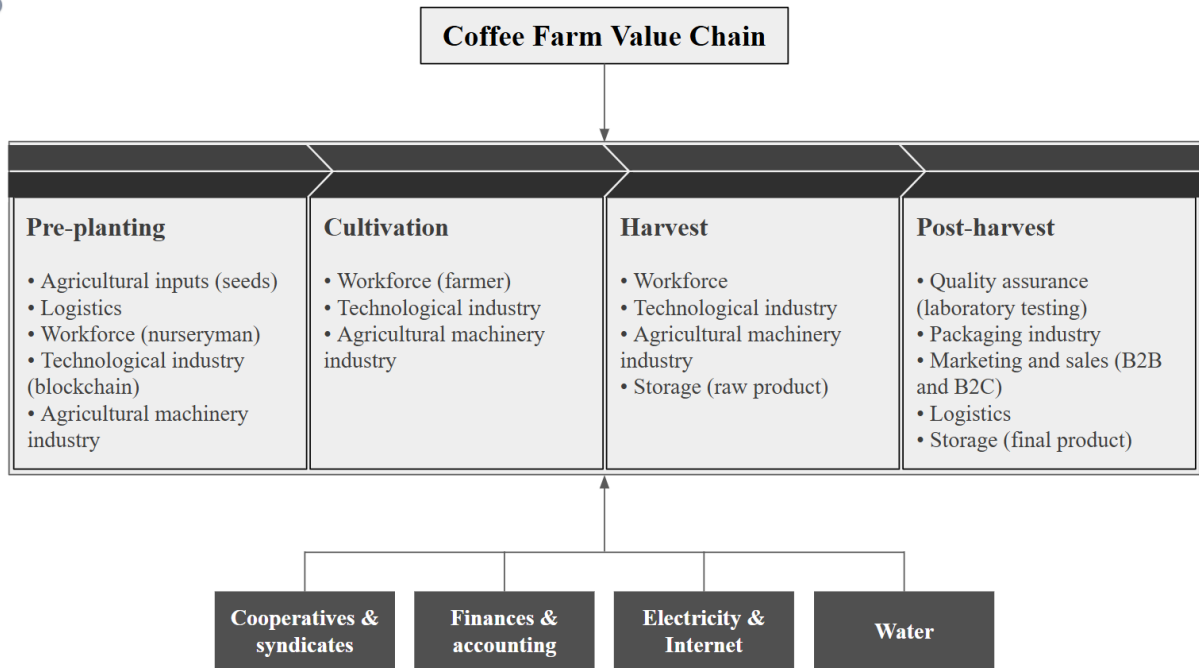 Coffee Farm Value Chain
Pre-planting
• Agricultural inputs (seeds)
• Logistics
• Workforce (nurseryman)
• Technological industry
(blockchain)
• Agricultural machinery
industry
Cultivation
• Workforce (farmer)
• Technological industry
• Agricultural machinery
industry
Harvest
• Workforce
• Technological industry
• Agricultural machinery
industry
• Storage (raw product)
Post-harvest
• Quality assurance
(laboratory testing)
• Packaging industry
• Marketing and sales (B2B
and B2C)
• Logistics
• Storage (final product)
Cooperatives &
syndicates
Finances &
accounting
Electricity &
Internet
Water